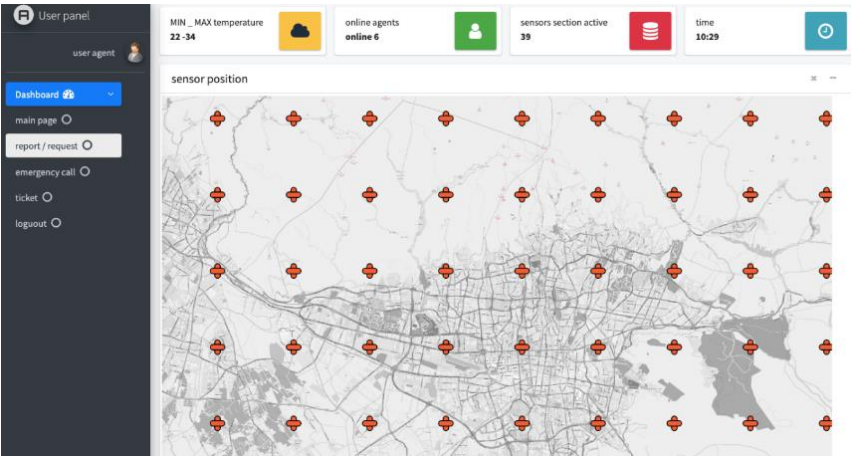 A User panel
user agent
Dashboard
main page
report / request
emergency call
ticket
loguout
MIN _ MAX temperature
22 -34
online agents
online 6
sensors section active
39
time
10:29
sensor position